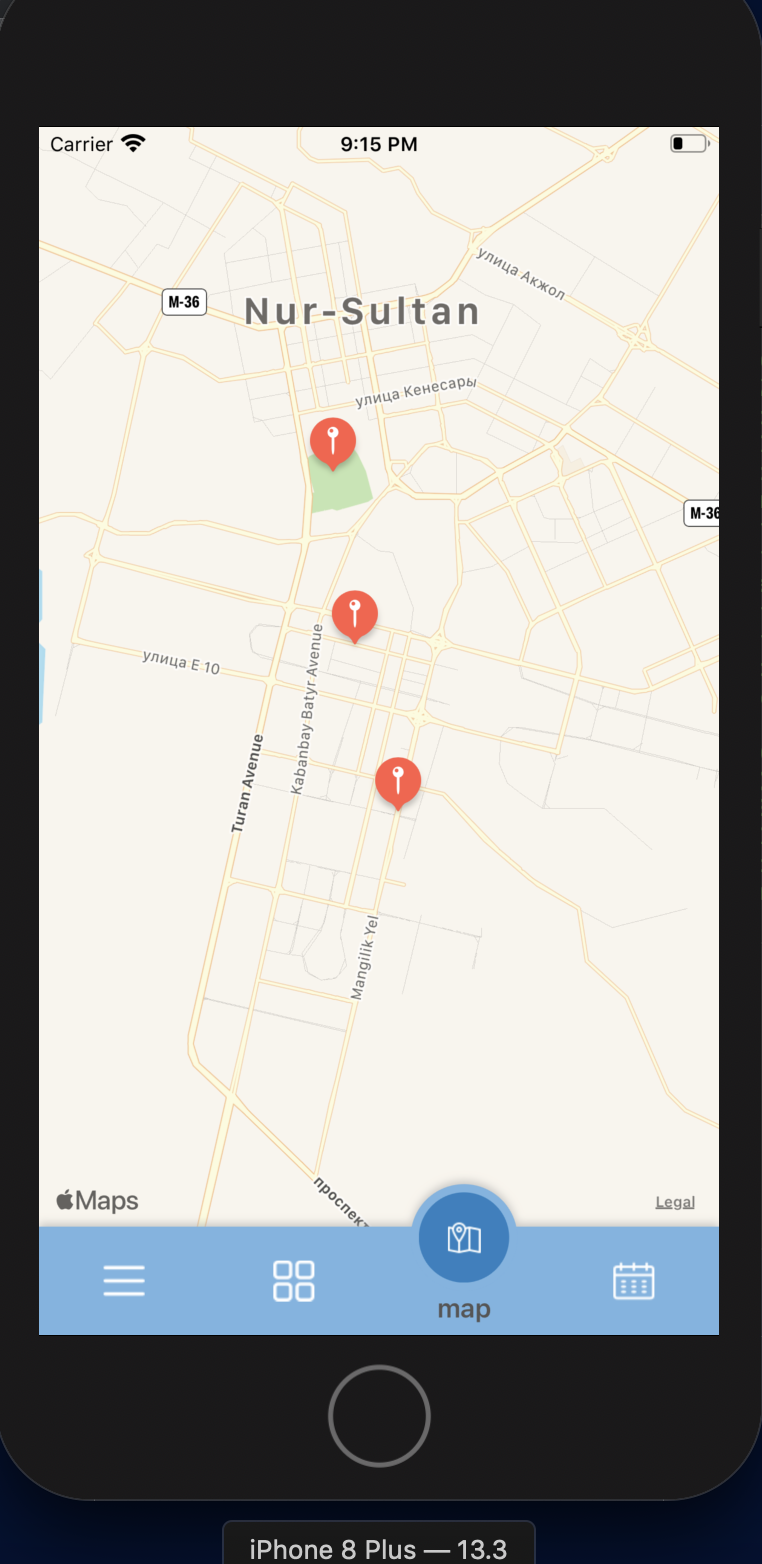 Carrier
9:15 PM
улица Акжол
M-36
Nur-Sultan
улица Кенесары
M-36
улица E 10
Kabanbay Batyr Avenue
Turan Avenue
Mangilik Yel
проспект
Maps
Legal
map
iPhone 8 Plus — 13.3